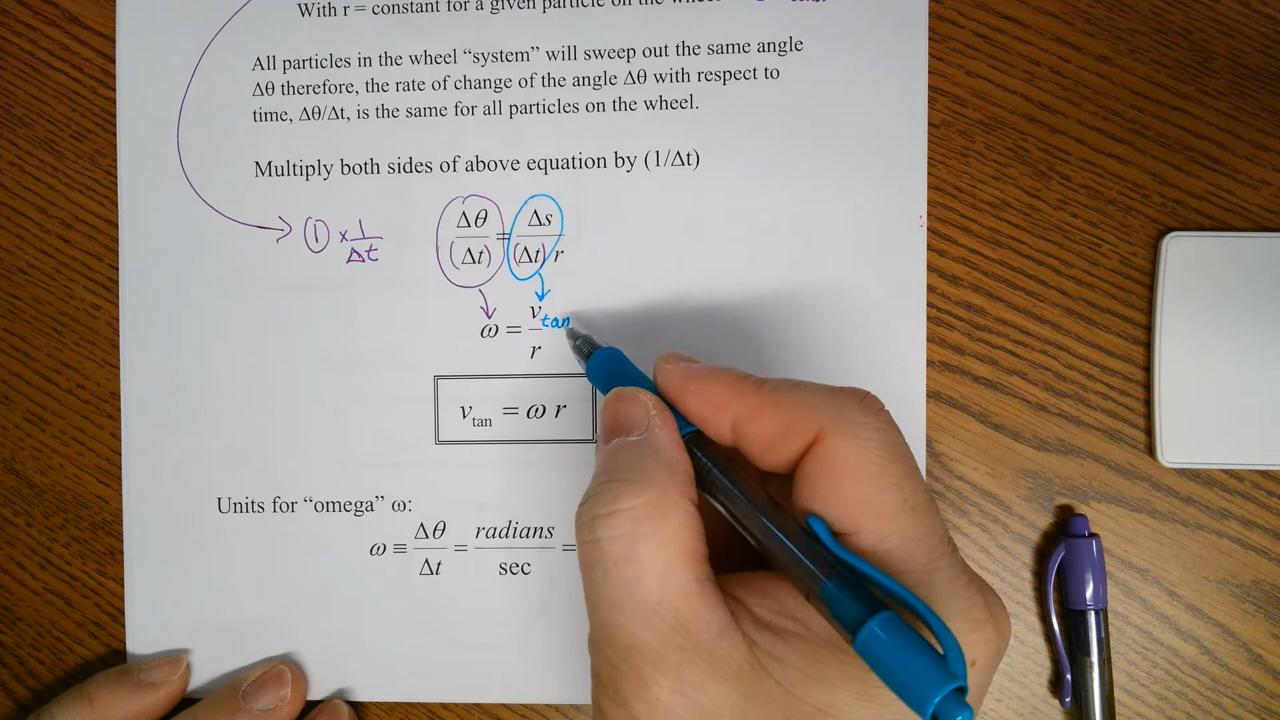 With r = constant for a given particle on the wheel
All particles in the wheel “system” will sweep out the same angle
Δθ therefore, the rate of change of the angle Δθ with respect to
time, Δθ/Δt, is the same for all particles on the wheel.
Multiply both sides of above equation by (1/Δt)
① × 1/Δt Δθ/(Δt) = Δs/(Δt) r
ω = v tan / r
v tan = ω r
Units for “omega” ω:
ω ≡ Δθ/Δt = radians/sec =